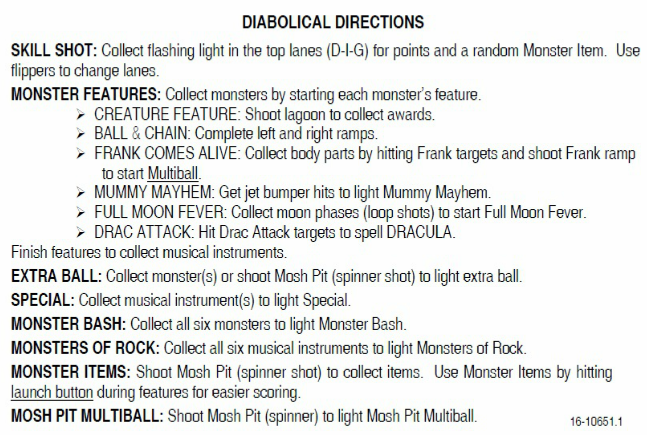 DIABOLICAL DIRECTIONS
SKILL SHOT: Collect flashing light in the top lanes (D-I-G) for points and a random Monster Item. Use
flippers to change lanes.
MONSTER FEATURES: Collect monsters by starting each monster's feature.
➢ CREATURE FEATURE: Shoot lagoon to collect awards.
➢ BALL & CHAIN: Complete left and right ramps.
➢ FRANK COMES ALIVE: Collect body parts by hitting Frank targets and shoot Frank ramp
to start Multiball.
➢ MUMMY MAYHEM: Get jet bumper hits to light Mummy Mayhem.
➢ FULL MOON FEVER: Collect moon phases (loop shots) to start Full Moon Fever.
➢ DRAC ATTACK: Hit Drac Attack targets to spell DRACULA.
Finish features to collect musical instruments.
EXTRA BALL: Collect monster(s) or shoot Mosh Pit (spinner shot) to light extra ball.
SPECIAL: Collect musical instrument(s) to light Special.
MONSTER BASH: Collect all six monsters to light Monster Bash.
MONSTERS OF ROCK: Collect all six musical instruments to light Monsters of Rock.
MONSTER ITEMS: Shoot Mosh Pit (spinner shot) to collect items. Use Monster Items by hitting
launch button during features for easier scoring.
MOSH PIT MULTIBALL: Shoot Mosh Pit (spinner) to light Mosh Pit Multiball.
16-10651.1